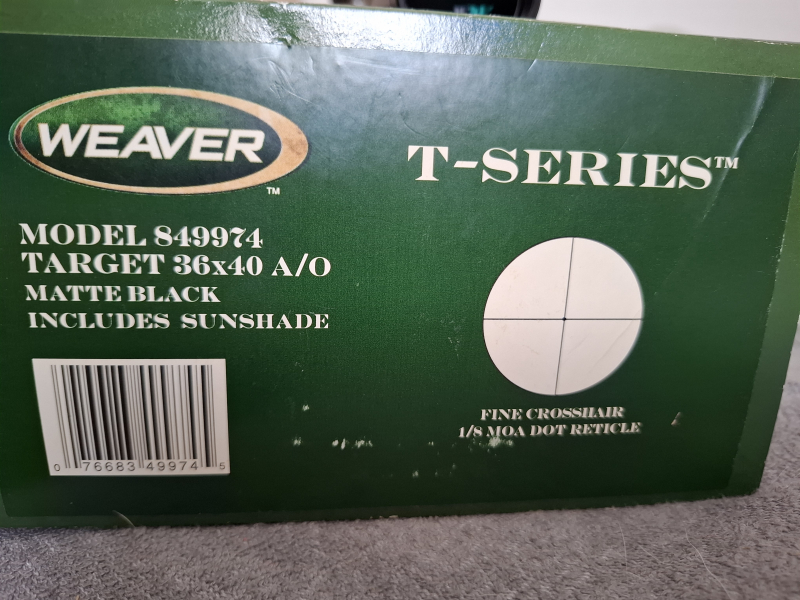 WEAVER
TM
T-SERIES™
MODEL 849974
TARGET 36x40 A/O
MATTE BLACK
INCLUDES SUNSHADE
0 76683 49974 5
FINE CROSSHAIR
1/8 MOA DOT RETICLE